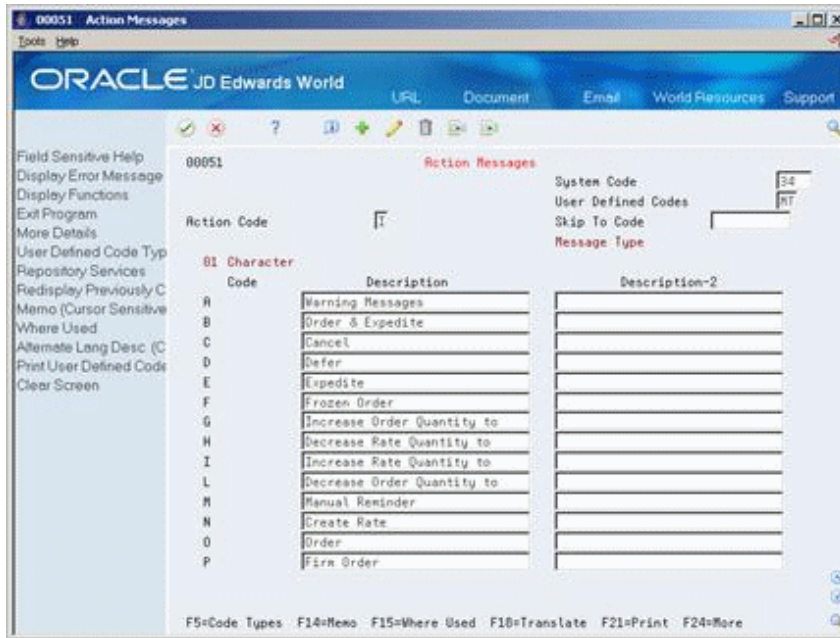 00051 Action Messages
Tools Help
ORACLE JD Edwards World
URL Document Email World Resources Support
Field Sensitive Help
Display Error Message
Display Functions
Exit Program
More Details
User Defined Code Typ
Repository Services
Redisplay Previously C
Memo (Cursor Sensitive
Where Used
Alternate Lang Desc (C
Print User Defined Code
Clear Screen
00051 Action Messages
System Code 34
User Defined Codes MT
Action Code I Skip To Code
Message Type
01 Character
Code Description Description-2
A Warning Messages
B Order & Expedite
C Cancel
D Defer
E Expedite
F Frozen Order
G Increase Order Quantity to
H Decrease Rate Quantity to
I Increase Rate Quantity to
L Decrease Order Quantity to
M Manual Reminder
N Create Rate
O Order
P Firm Order
F5=Code Types F14=Memo F15=Where Used F18=Translate F21=Print F24=More